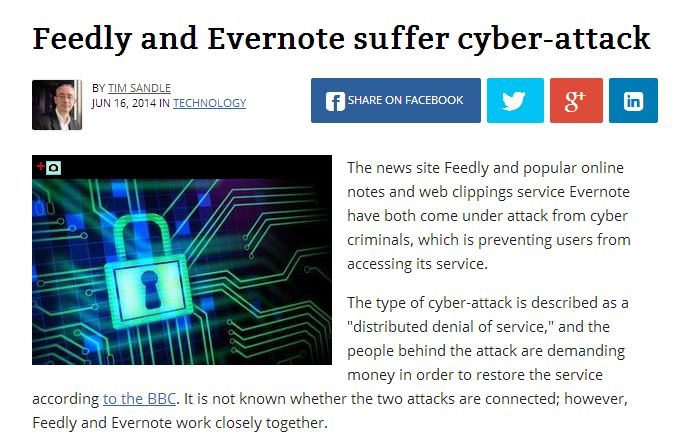 Feedly and Evernote suffer cyber-attack
BY TIM SANDLE
JUN 16, 2014 IN TECHNOLOGY
SHARE ON FACEBOOK
The news site Feedly and popular online
notes and web clippings service Evernote
have both come under attack from cyber
criminals, which is preventing users from
accessing its service.
The type of cyber-attack is described as a
"distributed denial of service," and the
people behind the attack are demanding
money in order to restore the service
according to the BBC. It is not known whether the two attacks are connected; however,
Feedly and Evernote work closely together.